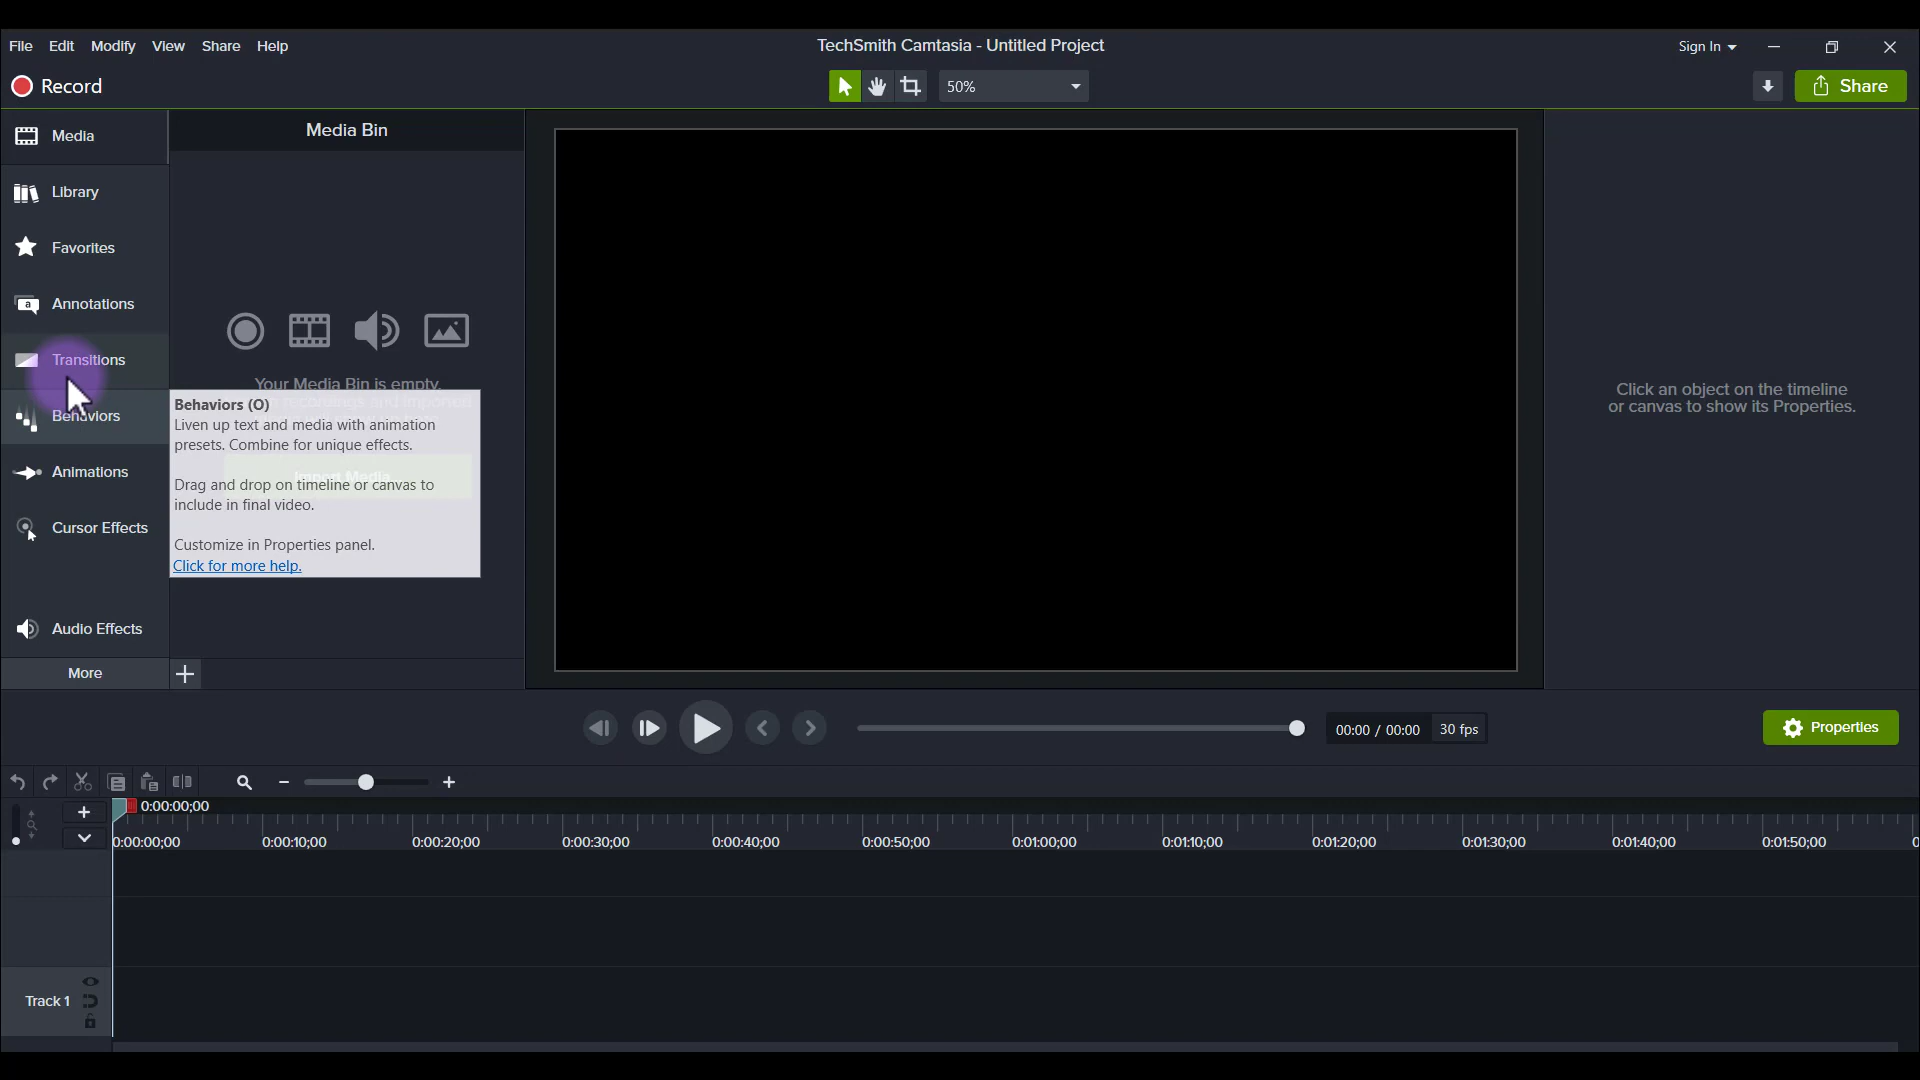 File Edit Modify View Share Help
TechSmith Camtasia - Untitled Project
Sign In
Record
50%
Share
Media
Media Bin
Library
Favorites
Annotations
Transitions
Behaviors
Animations
Cursor Effects
Audio Effects
More
Your Media Bin is empty.
Behaviors (O)
Liven up text and media with animation
presets. Combine for unique effects.
Drag and drop on timeline or canvas to
include in final video.
Customize in Properties panel.
Click for more help.
Click an object on the timeline
or canvas to show its Properties.
00:00 / 00:00
30 fps
Properties
0:00:00;00
0:00:00;00 0:00:10;00 0:00:20;00 0:00:30;00 0:00:40;00 0:00:50;00 0:01:00;00 0:01:10;00 0:01:20;00 0:01:30;00 0:01:40;00 0:01:50;00
Track 1